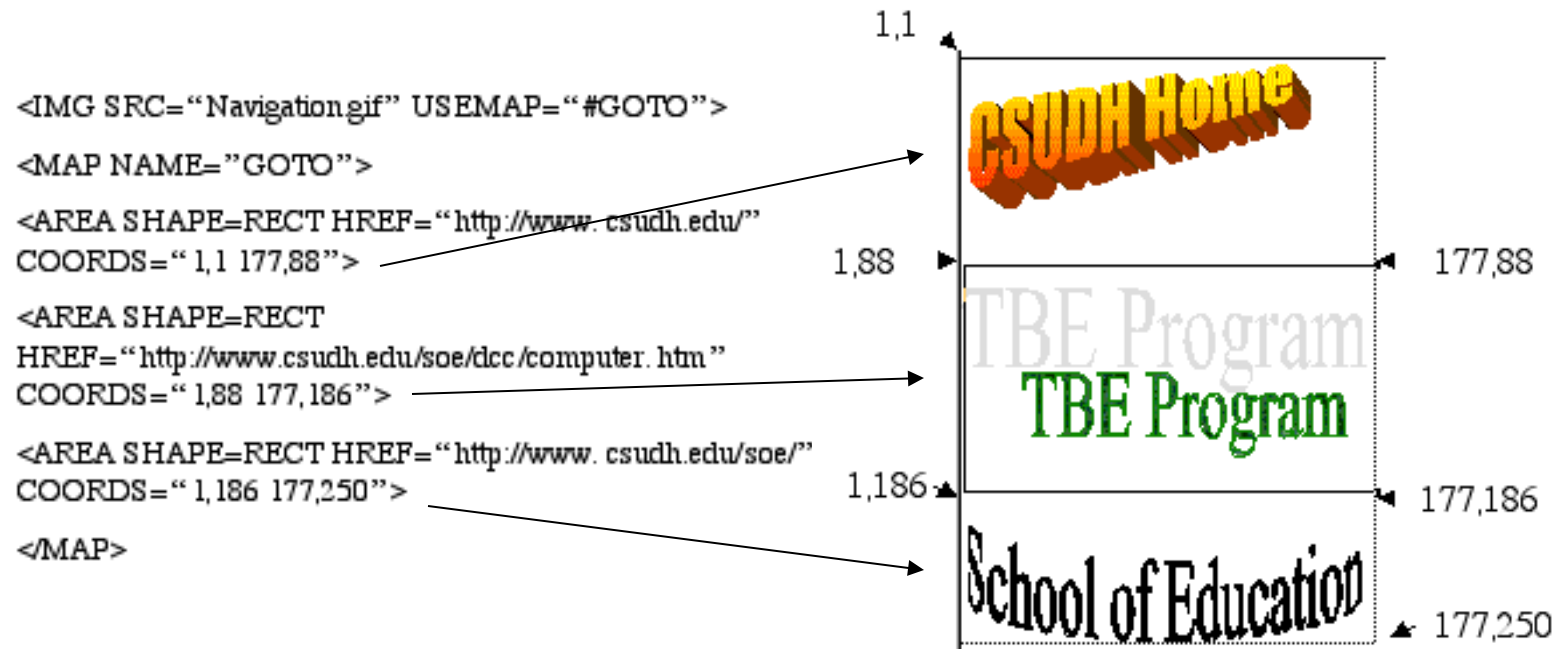 <IMG SRC=“Navigation.gif” USEMAP=“#GOTO”>
<MAP NAME=”GOTO”>
<AREA SHAPE=RECT HREF=“http://www. csudh.edu/”
COORDS=“1,1 177,88”>
<AREA SHAPE=RECT
HREF=“http://www.csudh.edu/soe/dcc/computer. htm”
COORDS=“1,88 177,186”>
<AREA SHAPE=RECT HREF=“http://www. csudh.edu/soe/”
COORDS=“1,186 177,250”>
</MAP>
1,1
CSUDH Home
1,88
177,88
TBE Program
TBE Program
1,186
177,186
School of Education
177,250